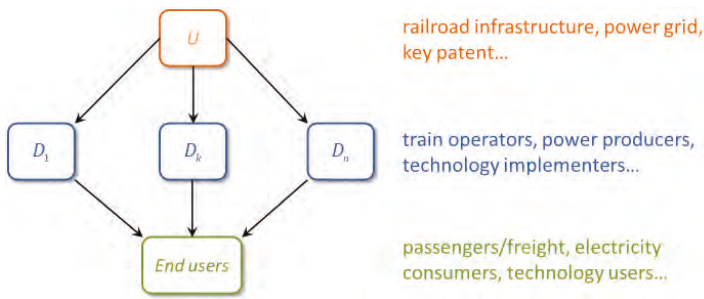 U
railroad infrastructure, power grid,
key patent...
D1
Dk
Dn
train operators, power producers,
technology implementers...
End users
passengers/freight, electricity
consumers, technology users...